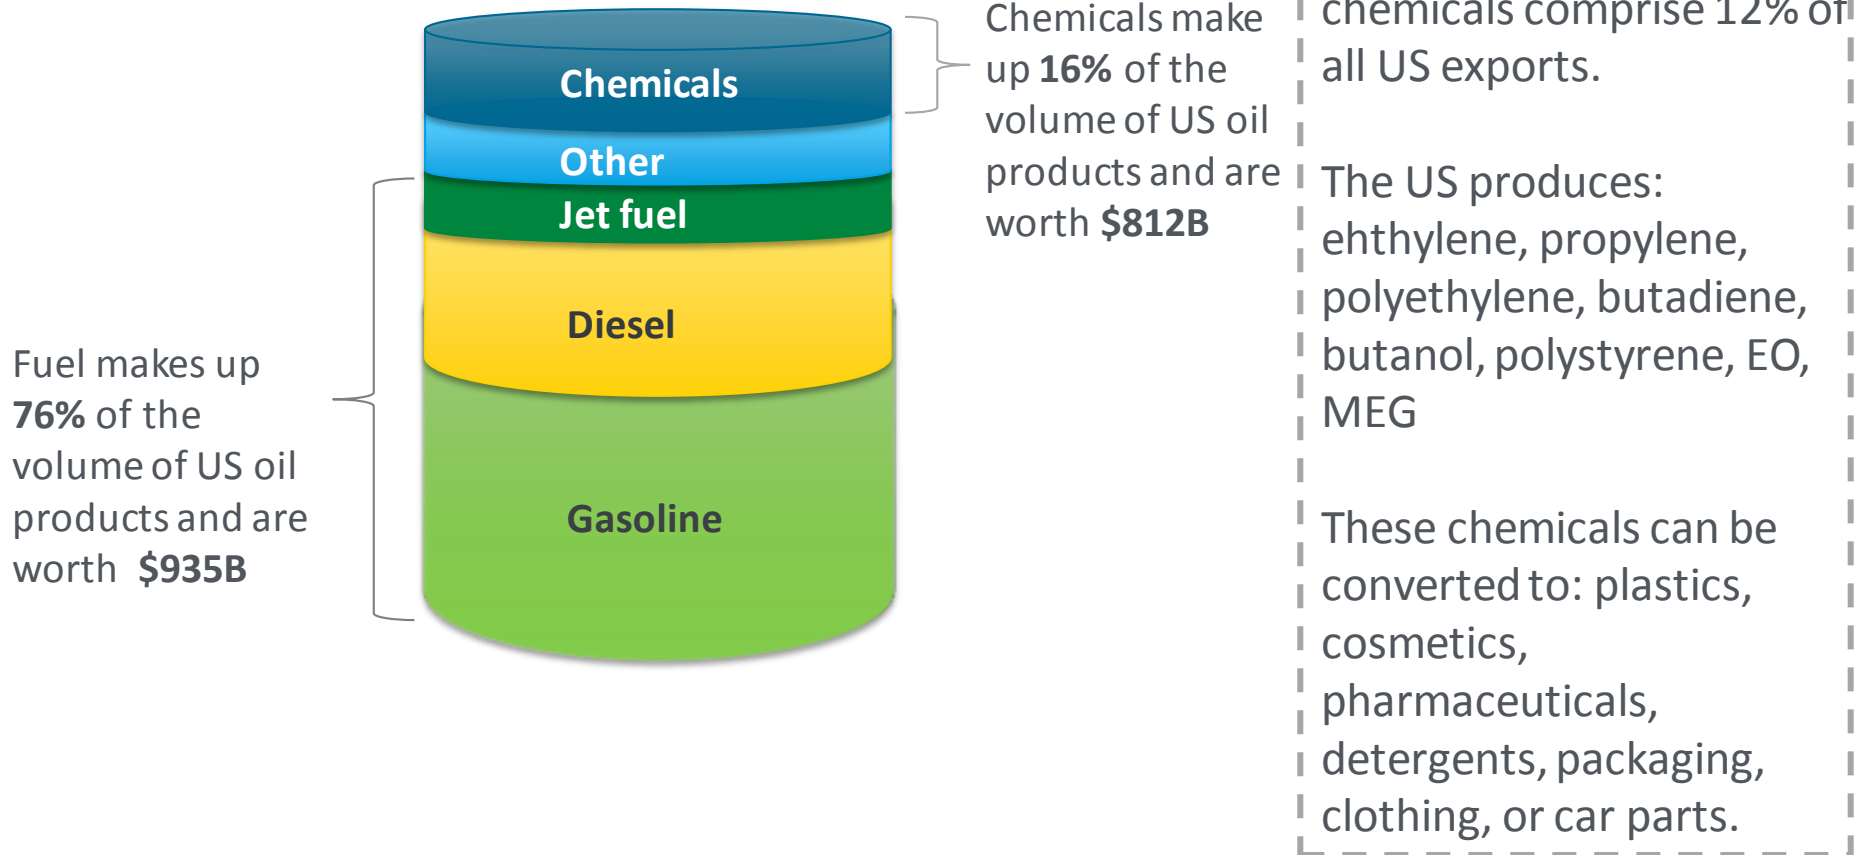 Chemicals
Other
Jet fuel
Diesel
Gasoline
Fuel makes up
76% of the
volume of US oil
products and are
worth $935B
Chemicals make
up 16% of the
volume of US oil
products and are
worth $812B
chemicals comprise 12% of
all US exports.
The US produces:
ehthylene, propylene,
polyethylene, butadiene,
butanol, polystyrene, EO,
MEG
These chemicals can be
converted to: plastics,
cosmetics,
pharmaceuticals,
detergents, packaging,
clothing, or car parts.